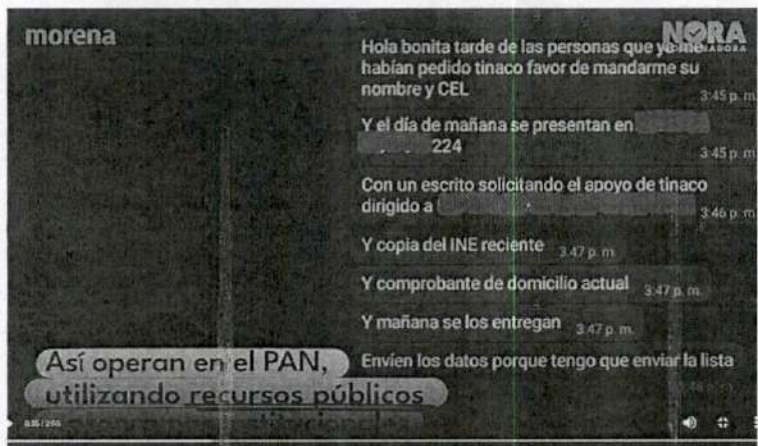 morena
NORA
Hola bonita tarde de las personas que ya me
habían pedido tinaco favor de mandarme su
nombre y CEL
3:45 p. m.
Y el día de mañana se presentan en
224
3:45 p. m.
Con un escrito solicitando el apoyo de tinaco
dirigido a
3:46 p. m.
Y copia del INE reciente 3:47 p. m.
Y comprobante de domicilio actual 3:47 p. m.
Y mañana se los entregan 3:47 p. m.
Envíen los datos porque tengo que enviar la lista
Así operan en el PAN,
utilizando recursos públicos